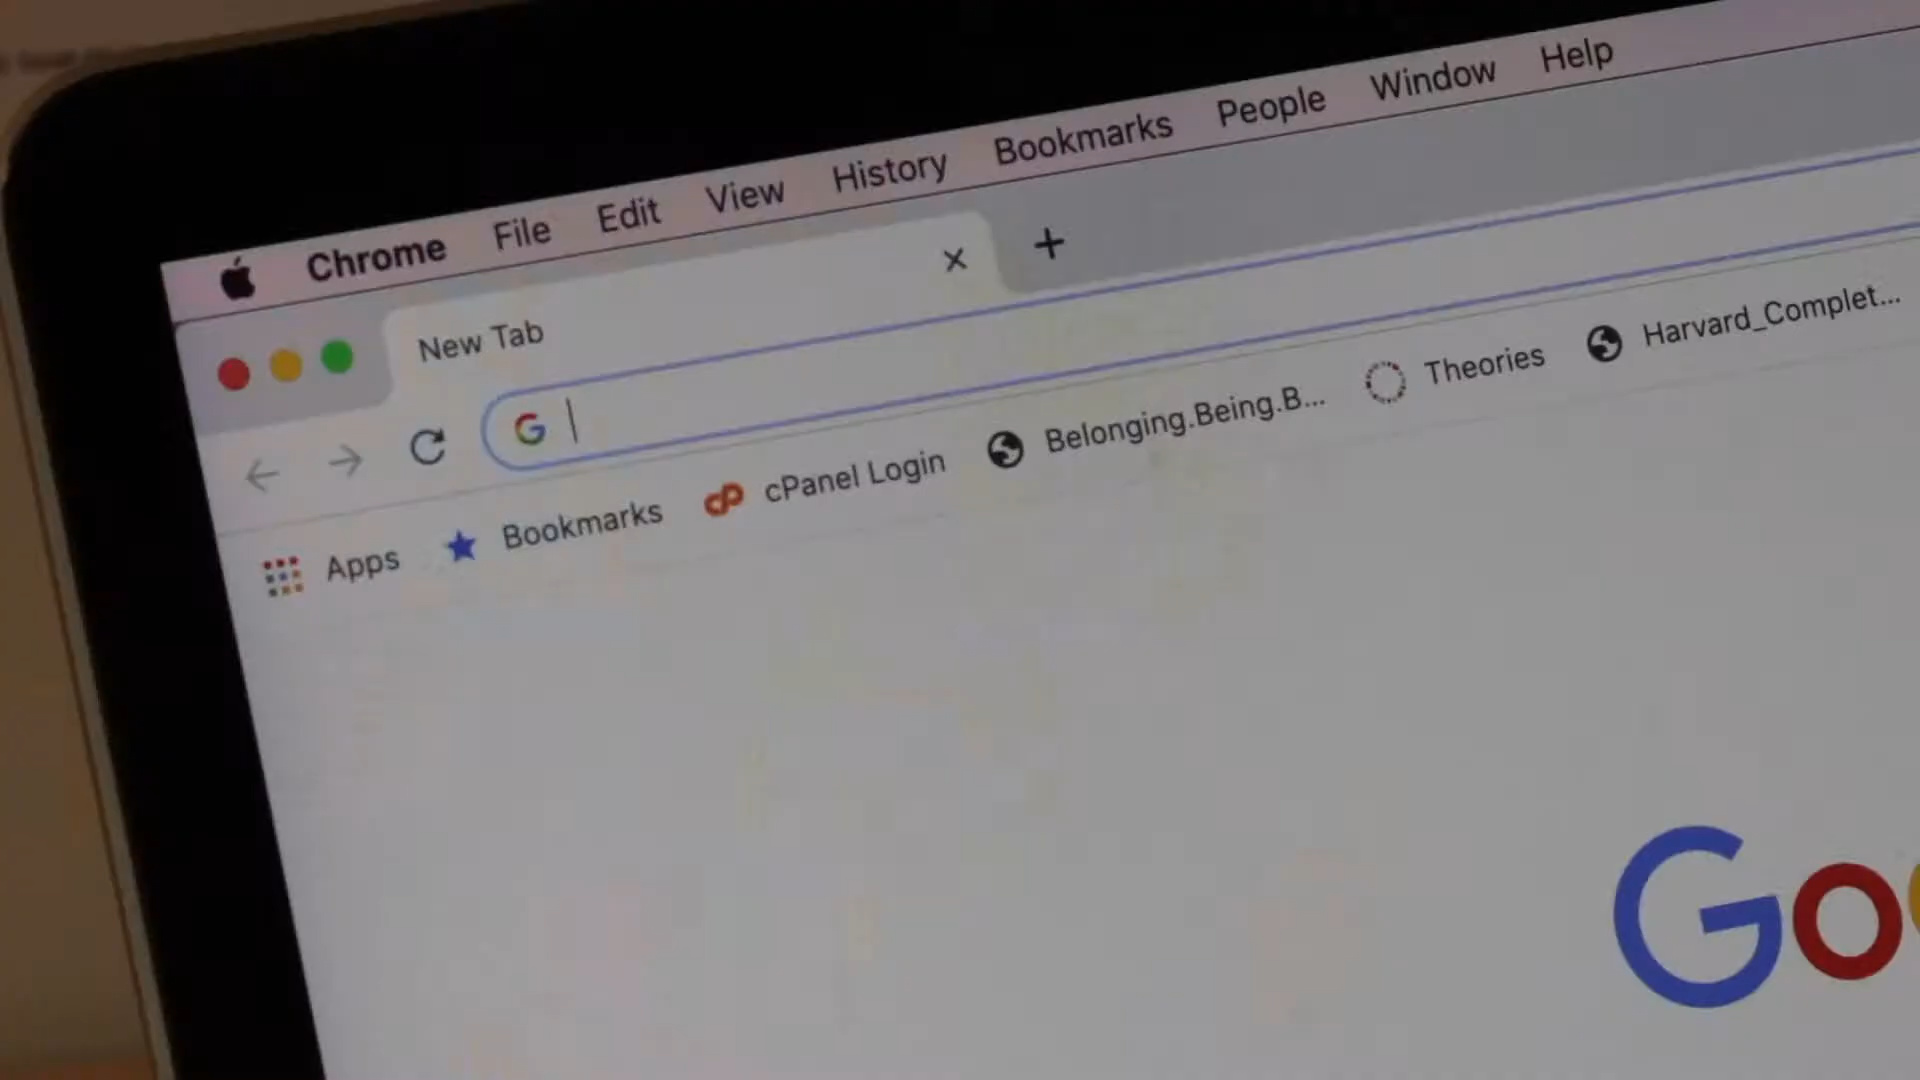 Chrome File Edit View History Bookmarks People Window Help
New Tab
Apps Bookmarks cPanel Login Belonging.Being.B... Theories Harvard_Complet...
Go